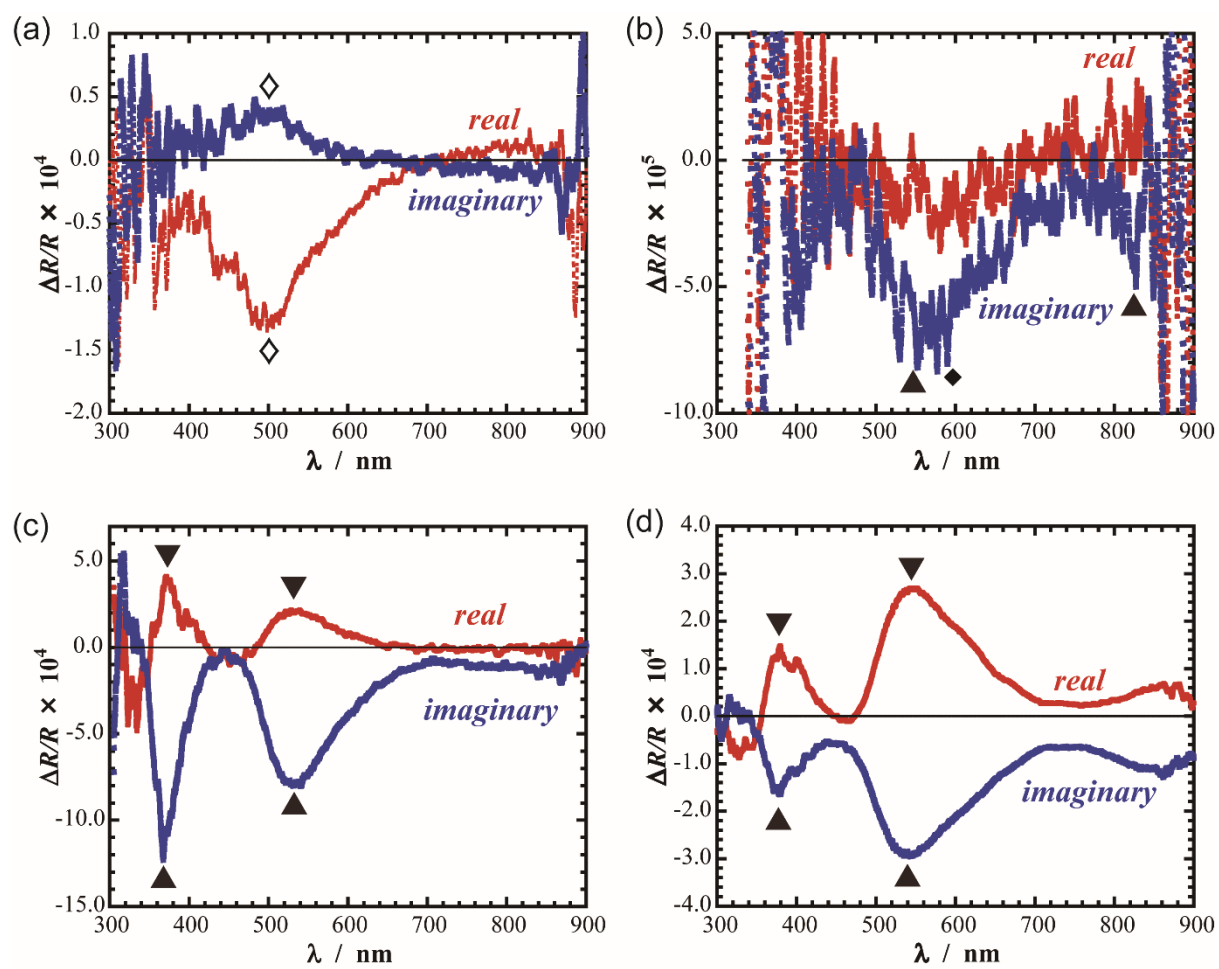 (a)
1.0
0.5
0.0
-0.5
-1.0
-1.5
-2.0
ΔR/R × 10⁴
real
imaginary
300 400 500 600 700 800 900
λ / nm
(b)
5.0
0.0
-5.0
-10.0
ΔR/R × 10⁵
real
imaginary
300 400 500 600 700 800 900
λ / nm
(c)
5.0
0.0
-5.0
-10.0
-15.0
ΔR/R × 10⁴
real
imaginary
300 400 500 600 700 800 900
λ / nm
(d)
4.0
3.0
2.0
1.0
0.0
-1.0
-2.0
-3.0
-4.0
ΔR/R × 10⁴
real
imaginary
300 400 500 600 700 800 900
λ / nm